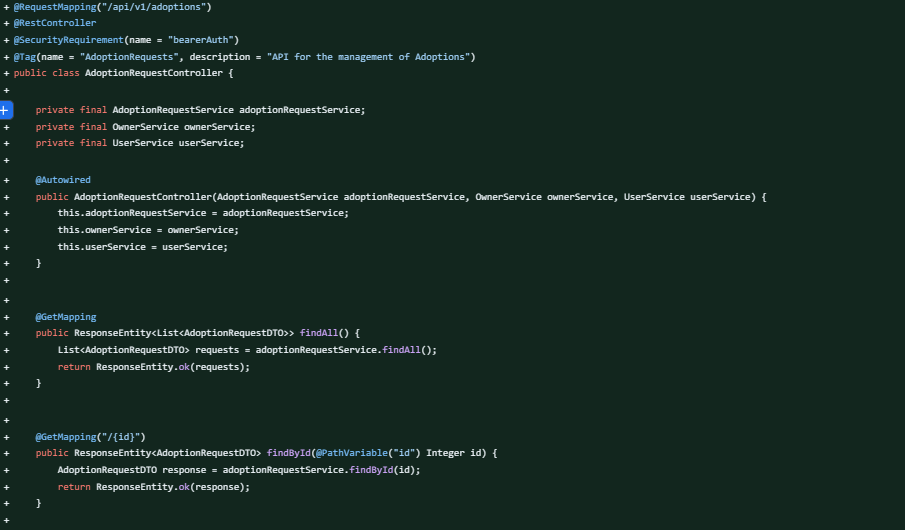 + @RequestMapping("/api/v1/adoptions")
+ @RestController
+ @SecurityRequirement(name = "bearerAuth")
+ @Tag(name = "AdoptionRequests", description = "API for the management of Adoptions")
+ public class AdoptionRequestController {
+
+     private final AdoptionRequestService adoptionRequestService;
+     private final OwnerService ownerService;
+     private final UserService userService;
+
+     @Autowired
+     public AdoptionRequestController(AdoptionRequestService adoptionRequestService, OwnerService ownerService, UserService userService) {
+         this.adoptionRequestService = adoptionRequestService;
+         this.ownerService = ownerService;
+         this.userService = userService;
+     }
+
+
+     @GetMapping
+     public ResponseEntity<List<AdoptionRequestDTO>> findAll() {
+         List<AdoptionRequestDTO> requests = adoptionRequestService.findAll();
+         return ResponseEntity.ok(requests);
+     }
+
+
+     @GetMapping("/{id}")
+     public ResponseEntity<AdoptionRequestDTO> findById(@PathVariable("id") Integer id) {
+         AdoptionRequestDTO response = adoptionRequestService.findById(id);
+         return ResponseEntity.ok(response);
+     }
+